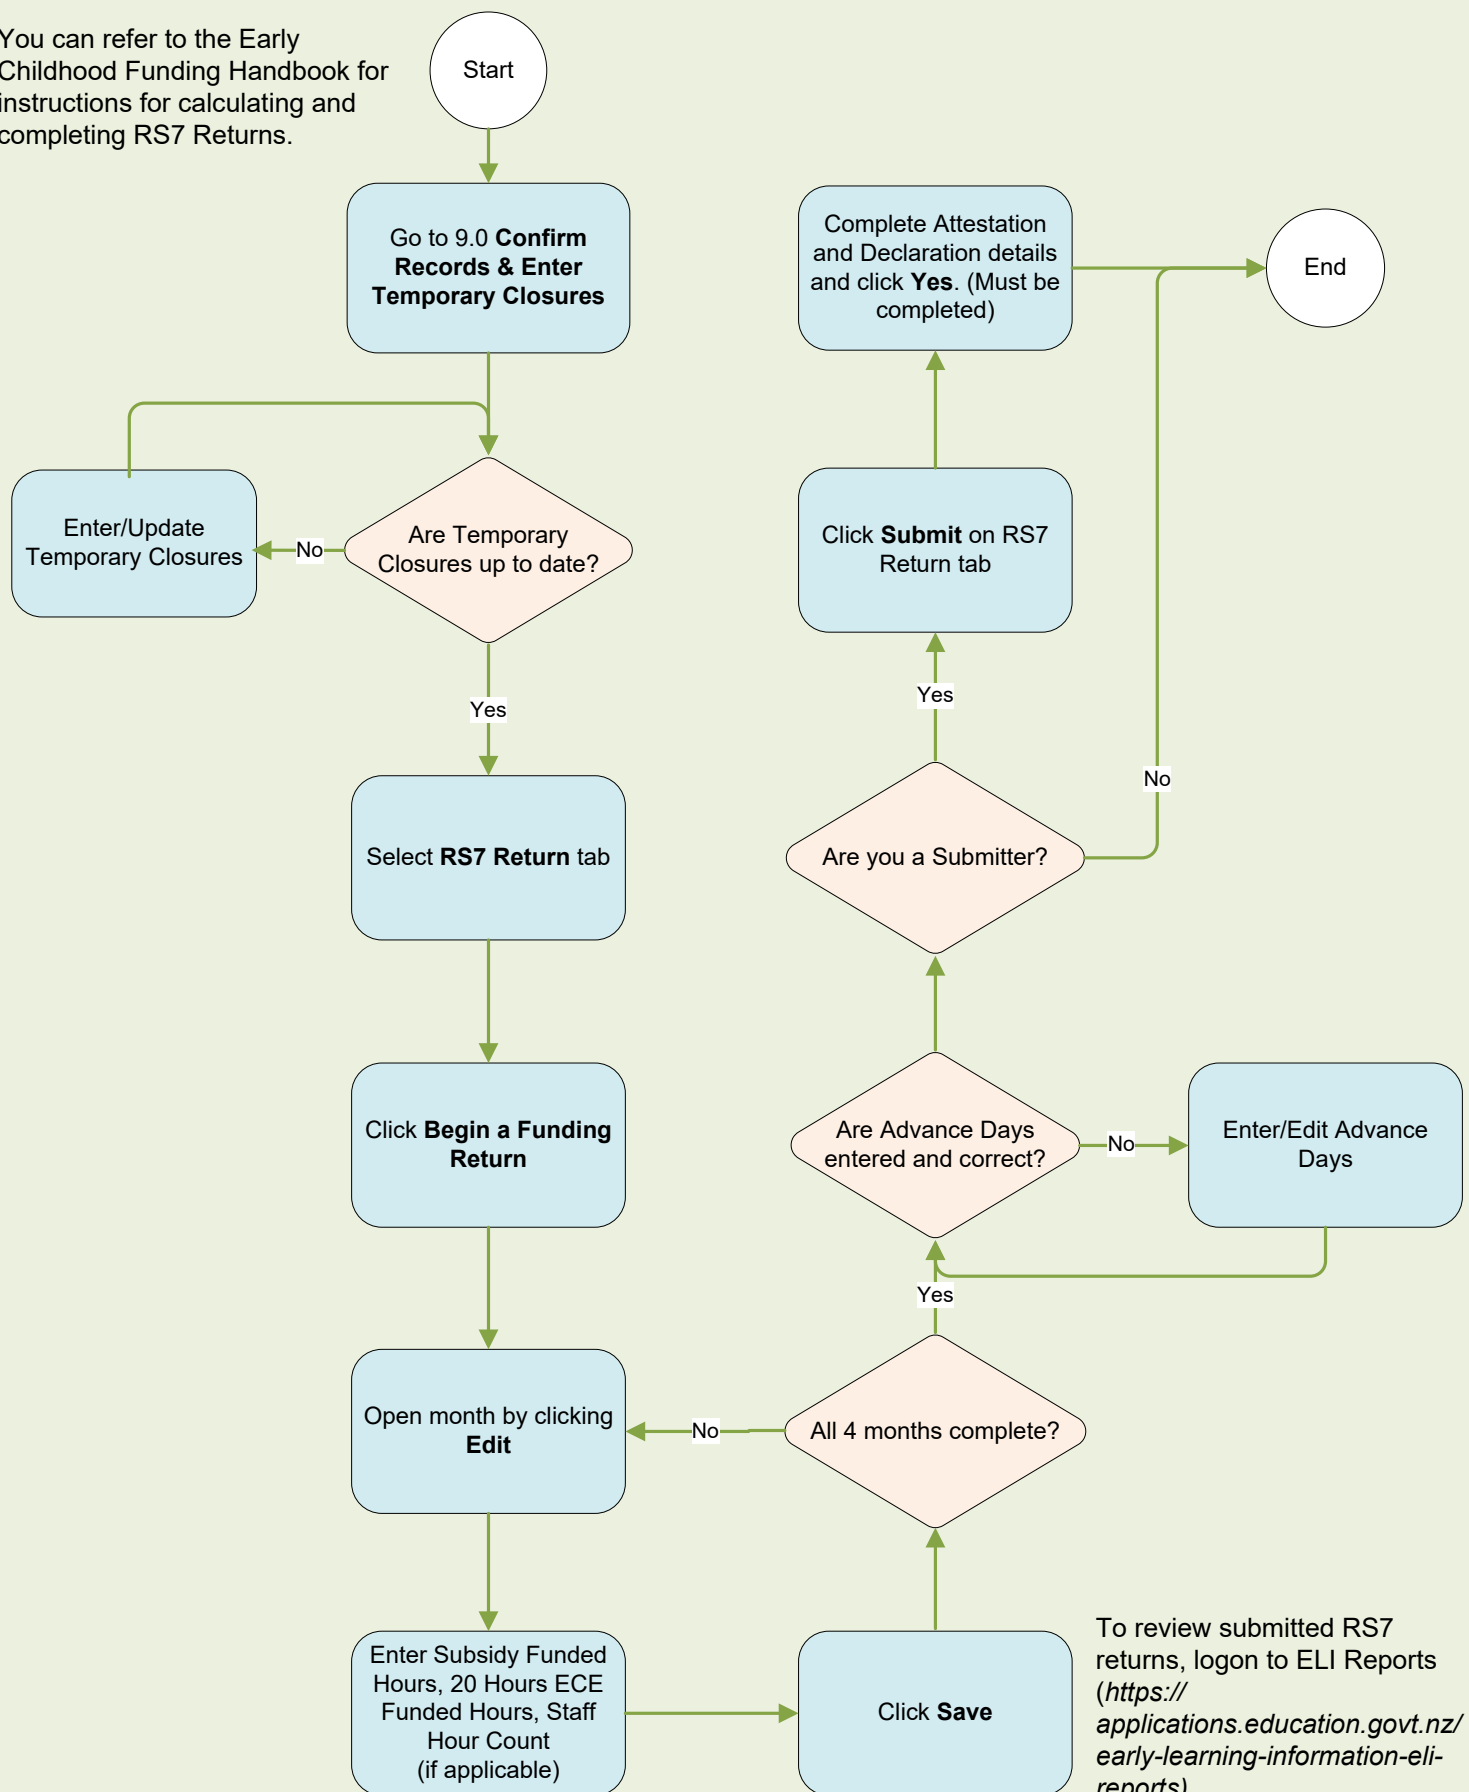 You can refer to the Early
Childhood Funding Handbook for
instructions for calculating and
completing RS7 Returns.
Start
Go to 9.0 Confirm
Records & Enter
Temporary Closures
Are Temporary
Closures up to date?
No
Enter/Update
Temporary Closures
Yes
Select RS7 Return tab
Click Begin a Funding
Return
Open month by clicking
Edit
Enter Subsidy Funded
Hours, 20 Hours ECE
Funded Hours, Staff
Hour Count
(if applicable)
Click Save
All 4 months complete?
No
Yes
Are Advance Days
entered and correct?
No
Enter/Edit Advance
Days
Are you a Submitter?
No
Yes
Click Submit on RS7
Return tab
Complete Attestation
and Declaration details
and click Yes. (Must be
completed)
End
To review submitted RS7
returns, logon to ELI Reports
(https://
applications.education.govt.nz/
early-learning-information-eli-
reports)